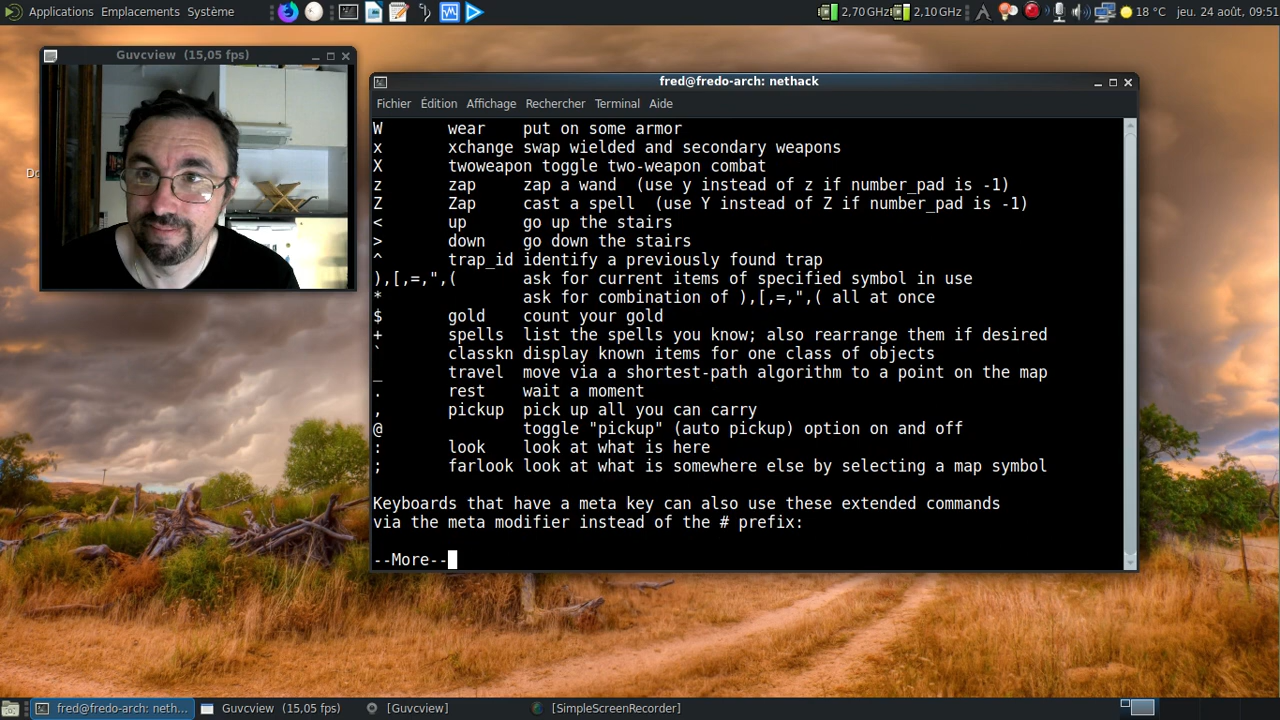 Applications Emplacements Système
2,70 GHz 2,10 GHz 18 °C jeu. 24 août, 09:51
Guvcview (15,05 fps)
fred@fredo-arch: nethack
Fichier Édition Affichage Rechercher Terminal Aide
W wear put on some armor
x xchange swap wielded and secondary weapons
X twoweapon toggle two-weapon combat
z zap zap a wand (use y instead of z if number_pad is -1)
Z Zap cast a spell (use Y instead of Z if number_pad is -1)
< up go up the stairs
> down go down the stairs
^ trap_id identify a previously found trap
),[,=,",( ask for current items of specified symbol in use
* ask for combination of ),[,=,",( all at once
$ gold count your gold
+ spells list the spells you know; also rearrange them if desired
` classkn display known items for one class of objects
_ travel move via a shortest-path algorithm to a point on the map
. rest wait a moment
, pickup pick up all you can carry
@ toggle "pickup" (auto pickup) option on and off
: look look at what is here
; farlook look at what is somewhere else by selecting a map symbol
Keyboards that have a meta key can also use these extended commands
via the meta modifier instead of the # prefix:
--More--
fred@fredo-arch: neth... Guvcview (15,05 fps) [Guvcview] [SimpleScreenRecorder]